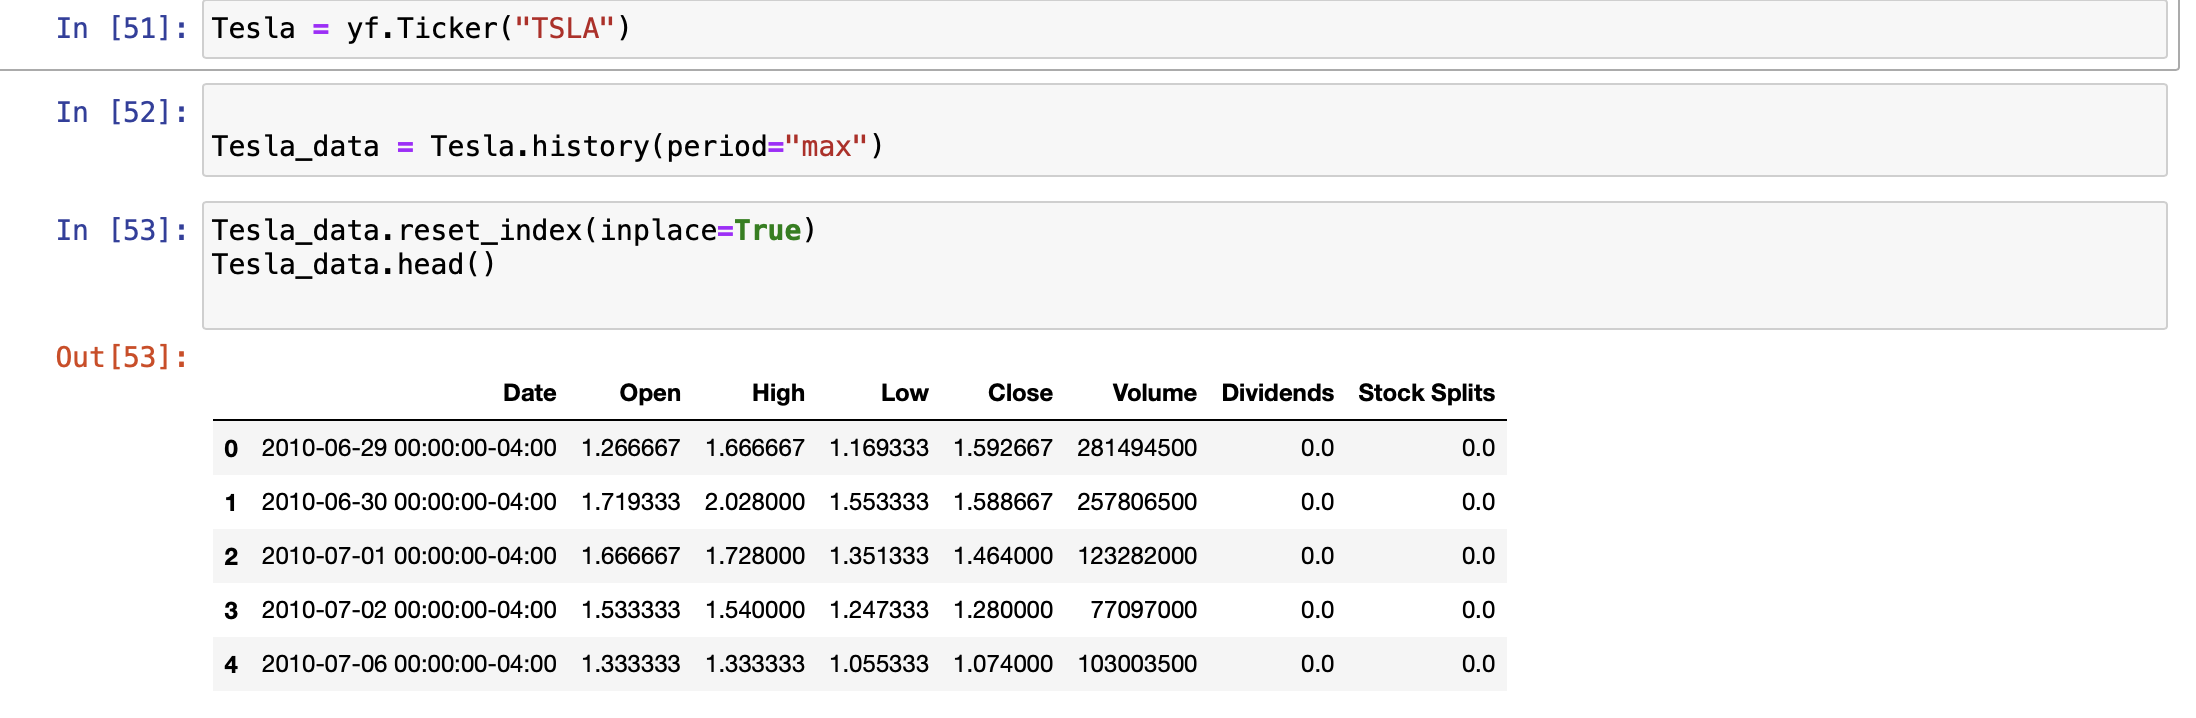 In [51]: Tesla = yf.Ticker("TSLA")
In [52]:
Tesla_data = Tesla.history(period="max")
In [53]: Tesla_data.reset_index(inplace=True)
Tesla_data.head()
Out[53]:
Date Open High Low Close Volume Dividends Stock Splits
0 2010-06-29 00:00:00-04:00 1.266667 1.666667 1.169333 1.592667 281494500 0.0 0.0
1 2010-06-30 00:00:00-04:00 1.719333 2.028000 1.553333 1.588667 257806500 0.0 0.0
2 2010-07-01 00:00:00-04:00 1.666667 1.728000 1.351333 1.464000 123282000 0.0 0.0
3 2010-07-02 00:00:00-04:00 1.533333 1.540000 1.247333 1.280000 77097000 0.0 0.0
4 2010-07-06 00:00:00-04:00 1.333333 1.333333 1.055333 1.074000 103003500 0.0 0.0